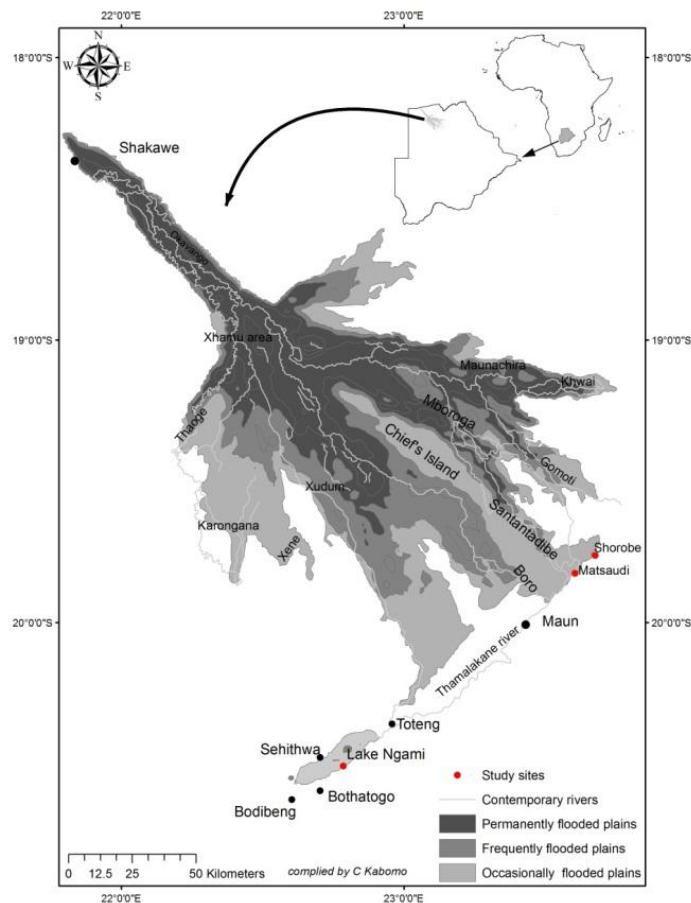 22°0'0"E 23°0'0"E
18°0'0"S 18°0'0"S
N
W E
S
Shakawe
Okavango
19°0'0"S 19°0'0"S
Xhamu area
Maunachira
Khwai
Mboroga
Thaoge
Chief's Island
Gomoti
Xudum
Santantadibe
Karongana
Xene
Shorobe
Matsaudi
Boro
20°0'0"S 20°0'0"S
Maun
Thamalakane river
Toteng
Sehithwa
Lake Ngami
Bothatogo
Bodibeng
Study sites
Contemporary rivers
Permanently flooded plains
Frequently flooded plains
Occasionally flooded plains
0 12.5 25 50 Kilometers
complied by C Kabomo
22°0'0"E 23°0'0"E